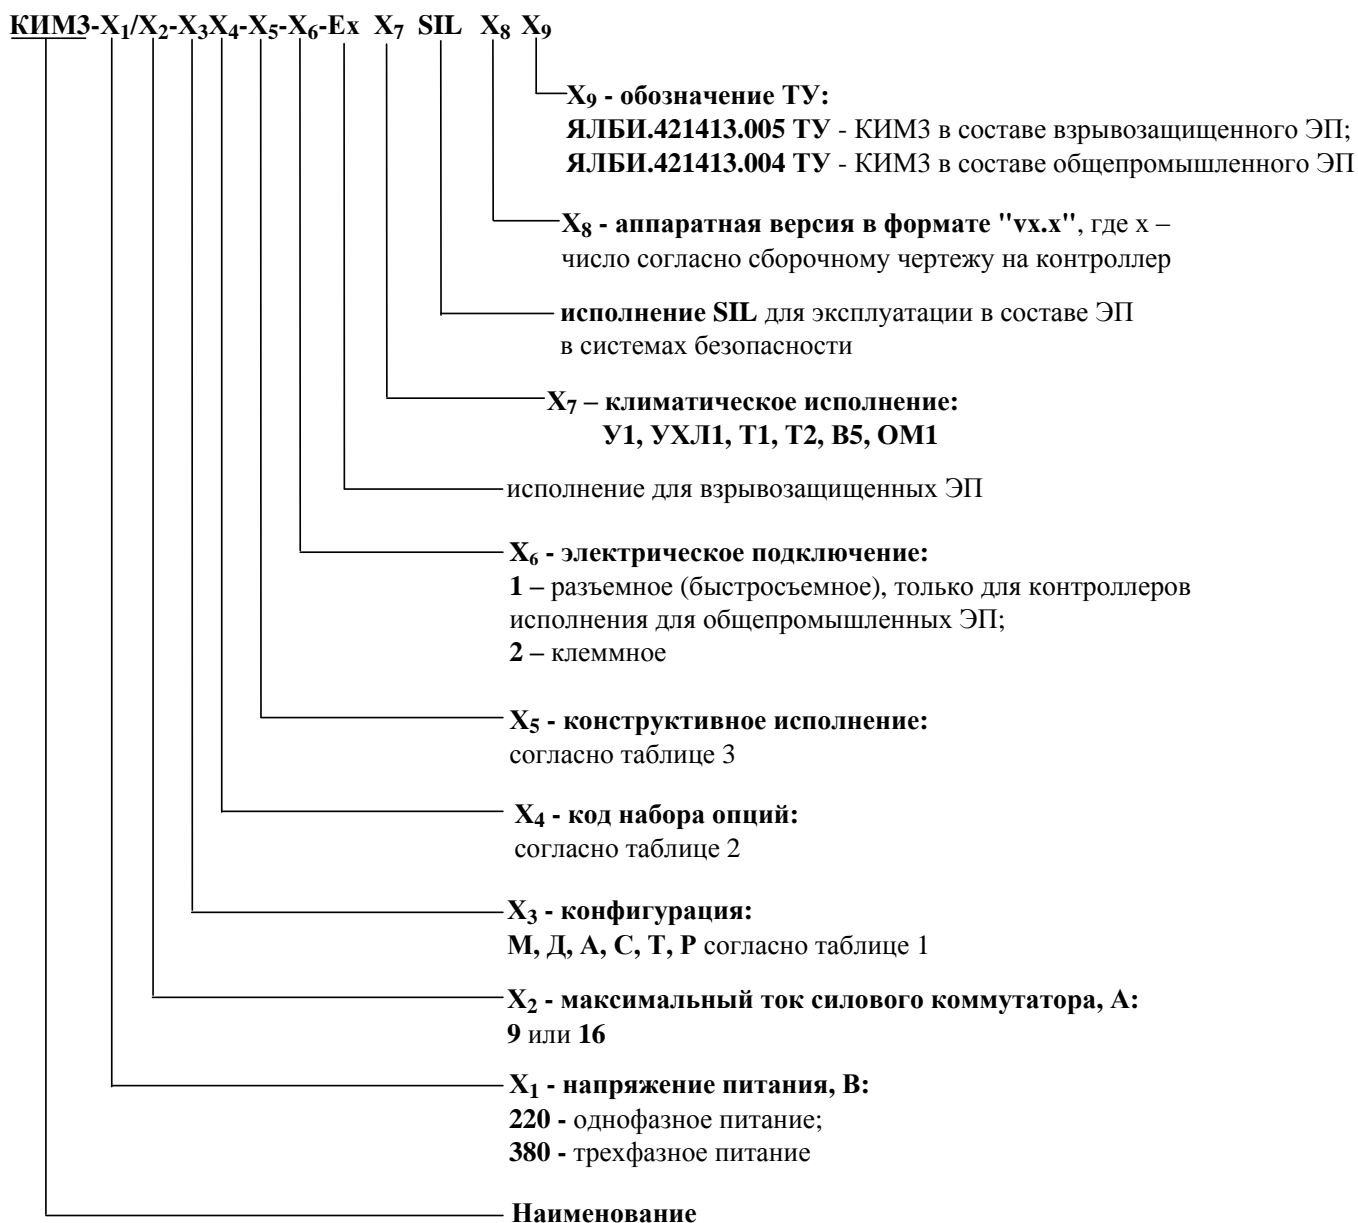 КИМ3-X₁/X₂-X₃X₄-X₅-X₆-Ex X₇ SIL X₈ X₉
X₉ - обозначение ТУ:
ЯЛБИ.421413.005 ТУ - КИМ3 в составе взрывозащищенного ЭП;
ЯЛБИ.421413.004 ТУ - КИМ3 в составе общепромышленного ЭП
X₈ - аппаратная версия в формате "vx.x", где x –
число согласно сборочному чертежу на контроллер
исполнение SIL для эксплуатации в составе ЭП
в системах безопасности
X₇ – климатическое исполнение:
У1, УХЛ1, Т1, Т2, В5, ОМ1
исполнение для взрывозащищенных ЭП
X₆ - электрическое подключение:
1 – разъемное (быстросъемное), только для контроллеров
исполнения для общепромышленных ЭП;
2 – клеммное
X₅ - конструктивное исполнение:
согласно таблице 3
X₄ - код набора опций:
согласно таблице 2
X₃ - конфигурация:
М, Д, А, С, Т, Р согласно таблице 1
X₂ - максимальный ток силового коммутатора, А:
9 или 16
X₁ - напряжение питания, В:
220 - однофазное питание;
380 - трехфазное питание
Наименование